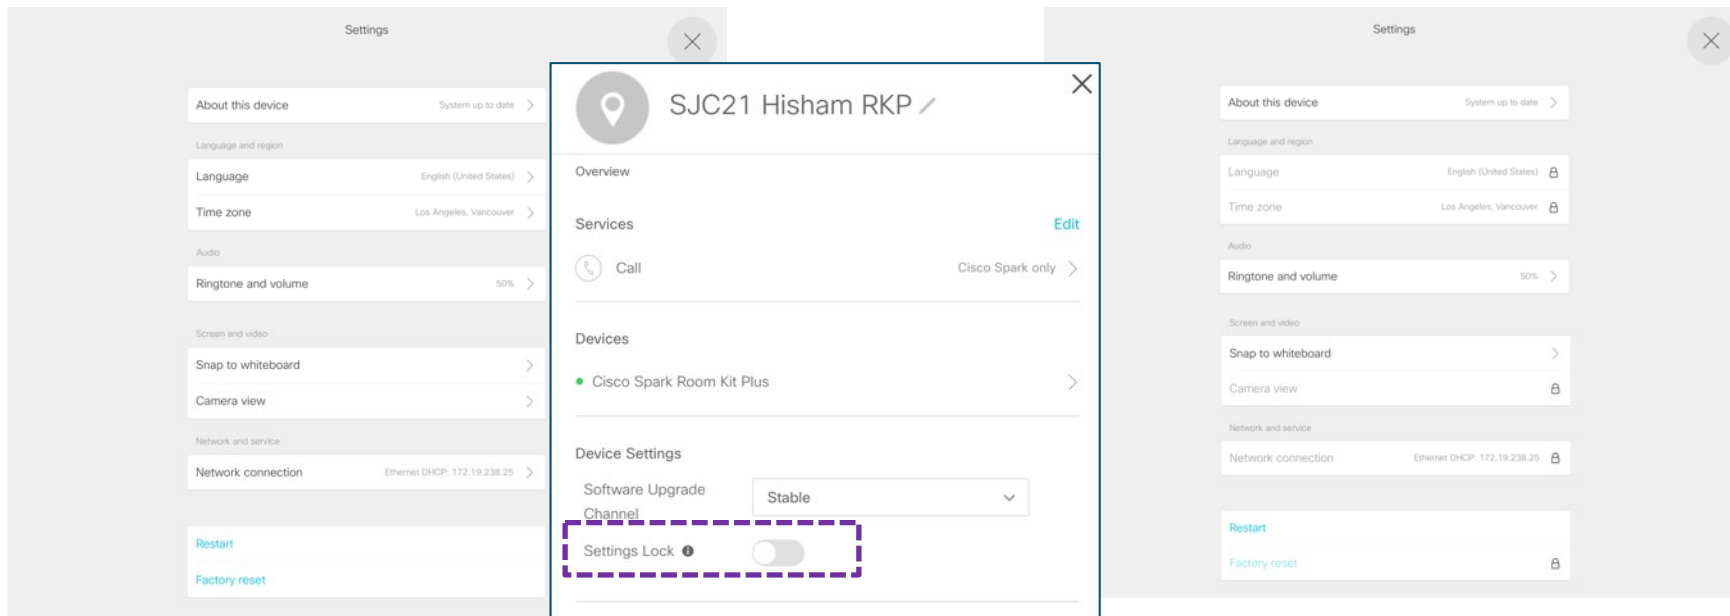 Settings
About this device System up to date
Language and region
Language English (United States)
Time zone Los Angeles, Vancouver
Audio
Ringtone and volume 50%
Screen and video
Snap to whiteboard
Camera view
Network and service
Network connection Ethernet DHCP: 172.19.238.25
Restart
Factory reset
SJC21 Hisham RKP
Overview
Services Edit
Call Cisco Spark only
Devices
Cisco Spark Room Kit Plus
Device Settings
Software Upgrade
Channel
Stable
Settings Lock
Settings
About this device System up to date
Language and region
Language English (United States)
Time zone Los Angeles, Vancouver
Audio
Ringtone and volume 50%
Screen and video
Snap to whiteboard
Camera view
Network and service
Network connection Ethernet DHCP: 172.19.238.25
Restart
Factory reset